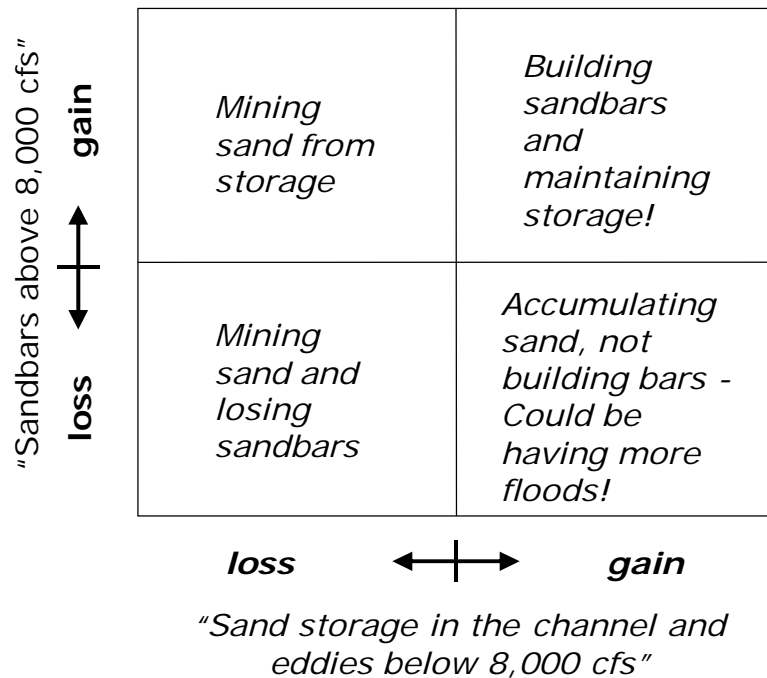 "Sandbars above 8,000 cfs"
gain
loss
Mining
sand from
storage
Building
sandbars
and
maintaining
storage!
Mining
sand and
losing
sandbars
Accumulating
sand, not
building bars -
Could be
having more
floods!
loss
gain
"Sand storage in the channel and
eddies below 8,000 cfs"